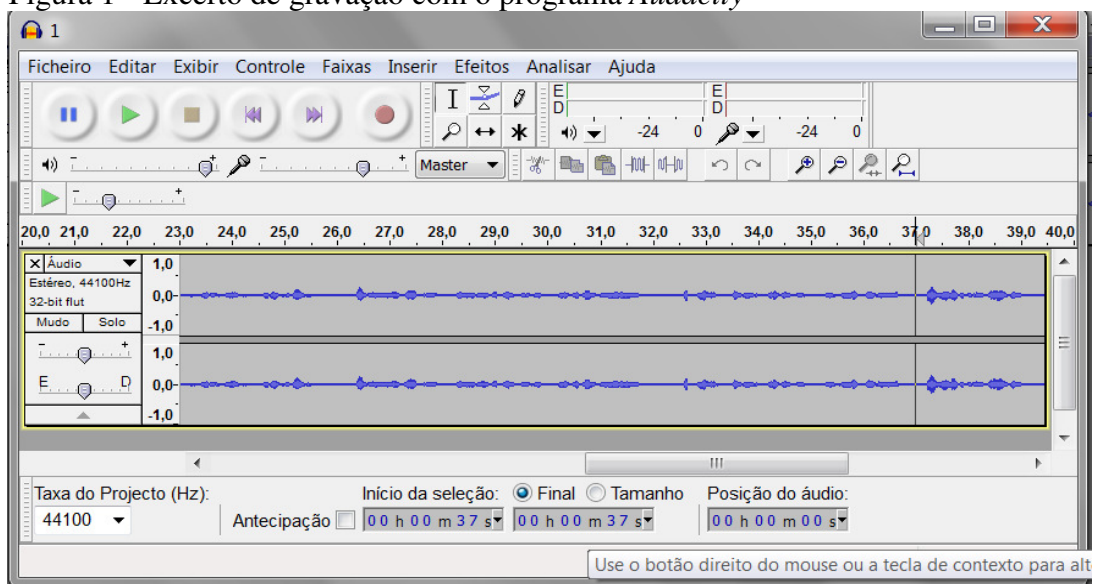 Figura 1 - Excerto de gravação com o programa Audacity
1
Ficheiro Editar Exibir Controle Faixas Inserir Efeitos Analisar Ajuda
E E
D D
-24 0 -24 0
Master
20,0 21,0 22,0 23,0 24,0 25,0 26,0 27,0 28,0 29,0 30,0 31,0 32,0 33,0 34,0 35,0 36,0 37,0 38,0 39,0 40,0
X Áudio 1,0
Estéreo, 44100Hz
32-bit flut 0,0-
Mudo Solo -1,0
- + 1,0
E D 0,0-
-1,0
Taxa do Projecto (Hz): Início da seleção: Final Tamanho Posição do áudio:
44100 Antecipação 00 h 00 m 37 s 00 h 00 m 37 s 00 h 00 m 00 s
Use o botão direito do mouse ou a tecla de contexto para alt